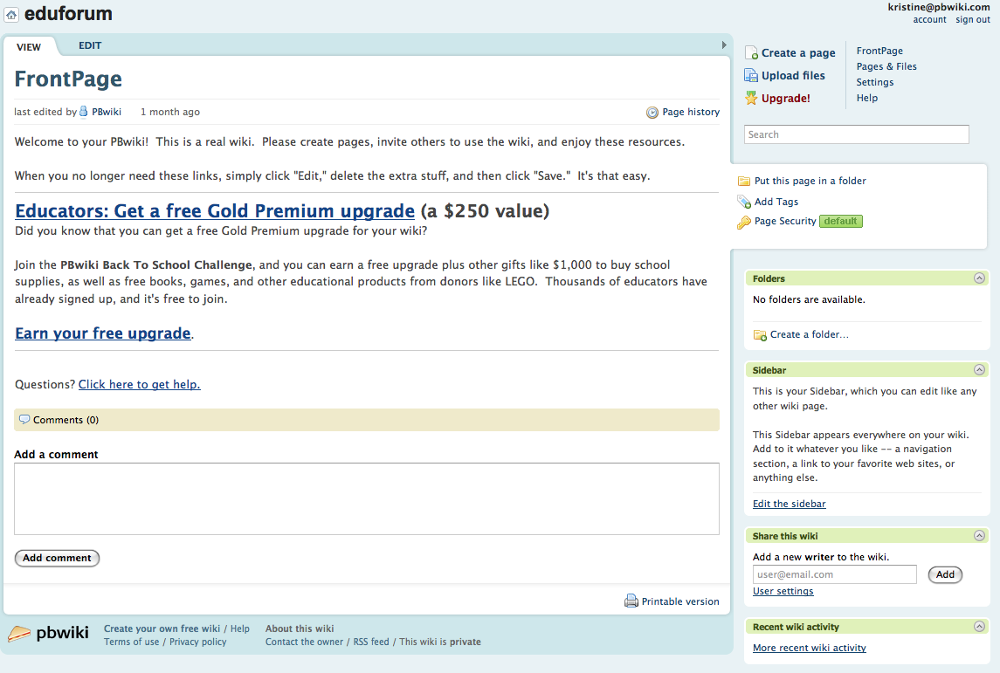 eduforum
kristine@pbwiki.com
account sign out
VIEW EDIT
FrontPage
last edited by PBwiki 1 month ago
Page history
Welcome to your PBwiki! This is a real wiki. Please create pages, invite others to use the wiki, and enjoy these resources.
When you no longer need these links, simply click "Edit," delete the extra stuff, and then click "Save." It's that easy.
Educators: Get a free Gold Premium upgrade (a $250 value)
Did you know that you can get a free Gold Premium upgrade for your wiki?
Join the PBwiki Back To School Challenge, and you can earn a free upgrade plus other gifts like $1,000 to buy school
supplies, as well as free books, games, and other educational products from donors like LEGO. Thousands of educators have
already signed up, and it's free to join.
Earn your free upgrade.
Questions? Click here to get help.
Comments (0)
Add a comment
Add comment
Printable version
pbwiki
Create your own free wiki / Help
Terms of use / Privacy policy
About this wiki
Contact the owner / RSS feed / This wiki is private
Create a page
Upload files
Upgrade!
FrontPage
Pages & Files
Settings
Help
Search
Put this page in a folder
Add Tags
Page Security default
Folders
No folders are available.
Create a folder...
Sidebar
This is your Sidebar, which you can edit like any
other wiki page.
This Sidebar appears everywhere on your wiki.
Add to it whatever you like -- a navigation
section, a link to your favorite web sites, or
anything else.
Edit the sidebar
Share this wiki
Add a new writer to the wiki.
user@email.com
Add
User settings
Recent wiki activity
More recent wiki activity